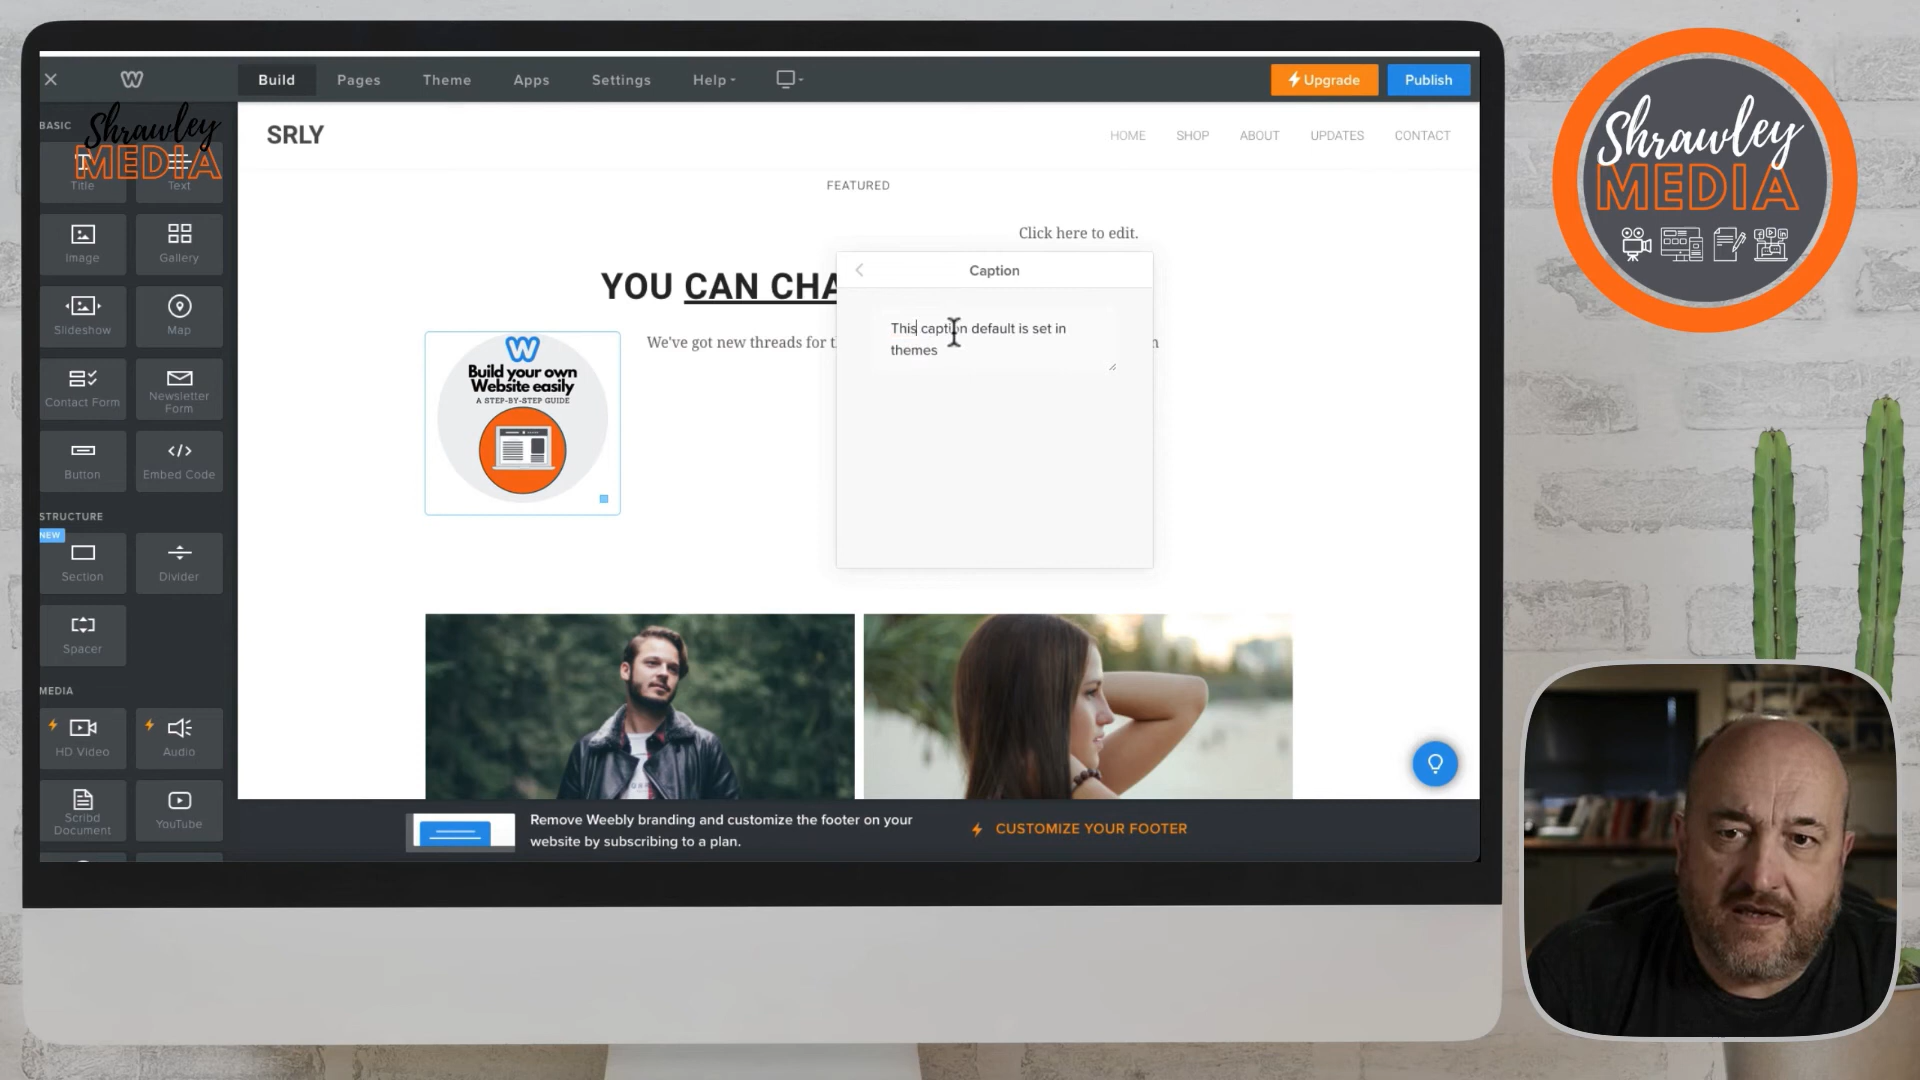 Build
Pages
Theme
Apps
Settings
Help
Upgrade
Publish
BASIC
Shrawley
MEDIA
Title
Text
Image
Gallery
Slideshow
Map
Contact Form
Newsletter
Form
Button
Embed Code
STRUCTURE
NEW
Section
Divider
Spacer
MEDIA
HD Video
Audio
Scribd
Document
YouTube
SRLY
HOME
SHOP
ABOUT
UPDATES
CONTACT
FEATURED
Click here to edit.
YOU CAN CHA
We've got new threads for t
n
Build your own
Website easily
A STEP-BY-STEP GUIDE
Caption
This caption default is set in
themes
Remove Weebly branding and customize the footer on your
website by subscribing to a plan.
CUSTOMIZE YOUR FOOTER
Shrawley
MEDIA